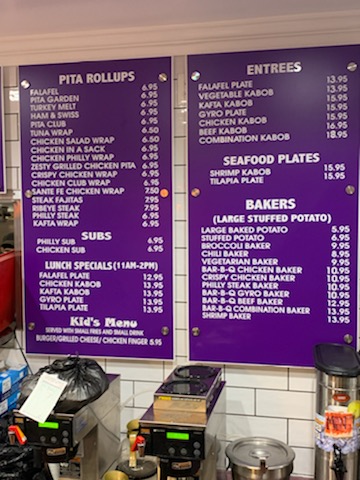 PITA ROLLUPS
FALAFEL 6.95
PITA GARDEN 6.95
TURKEY MELT 6.95
HAM & SWISS 6.95
PITA CLUB 6.95
TUNA WRAP 6.50
CHICKEN SALAD WRAP 6.50
CHICKEN IN A SACK 6.95
CHICKEN PHILLY WRAP 6.95
ZESTY GRILLED CHICKEN PITA 6.95
CRISPY CHICKEN WRAP 6.95
CHICKEN CLUB WRAP 6.95
SANTE FE CHICKEN WRAP 7.50
STEAK FAJITAS 6.95
RIBEYE STEAK 6.95
PHILLY STEAK 6.95
KAFTA WRAP 6.95
SUBS
PHILLY SUB 6.95
CHICKEN SUB 6.95
LUNCH SPECIALS (11AM-2PM)
FALAFEL PLATE 12.95
CHICKEN KABOB 13.95
KAFTA KABOB 13.95
GYRO PLATE 13.95
TILAPIA PLATE 13.95
Kid's Menu
SERVED WITH SMALL FRIES AND SMALL DRINK
BURGER/GRILLED CHEESE/CHICKEN FINGER 6.95
ENTREES
FALAFEL PLATE 13.95
VEGETABLE KABOB 13.95
KAFTA KABOB 15.95
GYRO PLATE 15.95
CHICKEN KABOB 15.95
BEEF KABOB 16.95
COMBINATION KABOB 18.95
SEAFOOD PLATES
SHRIMP KABOB 15.95
TILAPIA PLATE 15.95
BAKERS
(LARGE STUFFED POTATO)
LARGE BAKED POTATO 5.95
STUFFED POTATO 6.95
BROCCOLI BAKER 9.95
CHILI BAKER 8.95
VEGETARIAN BAKER 9.95
BAR-B-Q CHICKEN BAKER 10.95
CRISPY CHICKEN BAKER 10.95
PHILLY STEAK BAKER 10.95
BAR-B-Q GYRO BAKER 10.95
BAR-B-Q BEEF BAKER 12.95
BAR-B-Q COMBINATION BAKER 13.95
SHRIMP BAKER 13.95